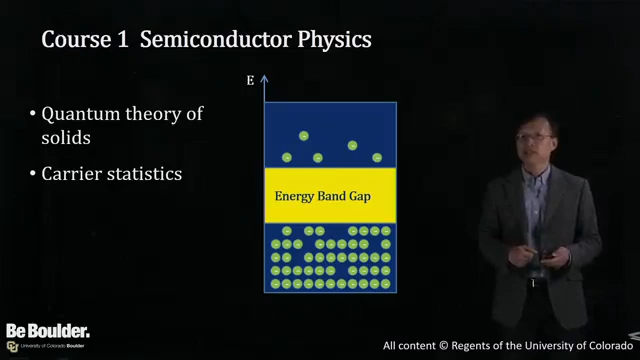 Course 1 Semiconductor Physics
E
• Quantum theory of
solids
• Carrier statistics
Energy Band Gap
Be Boulder.
CU
University of Colorado Boulder
All content © Regents of the University of Colorado